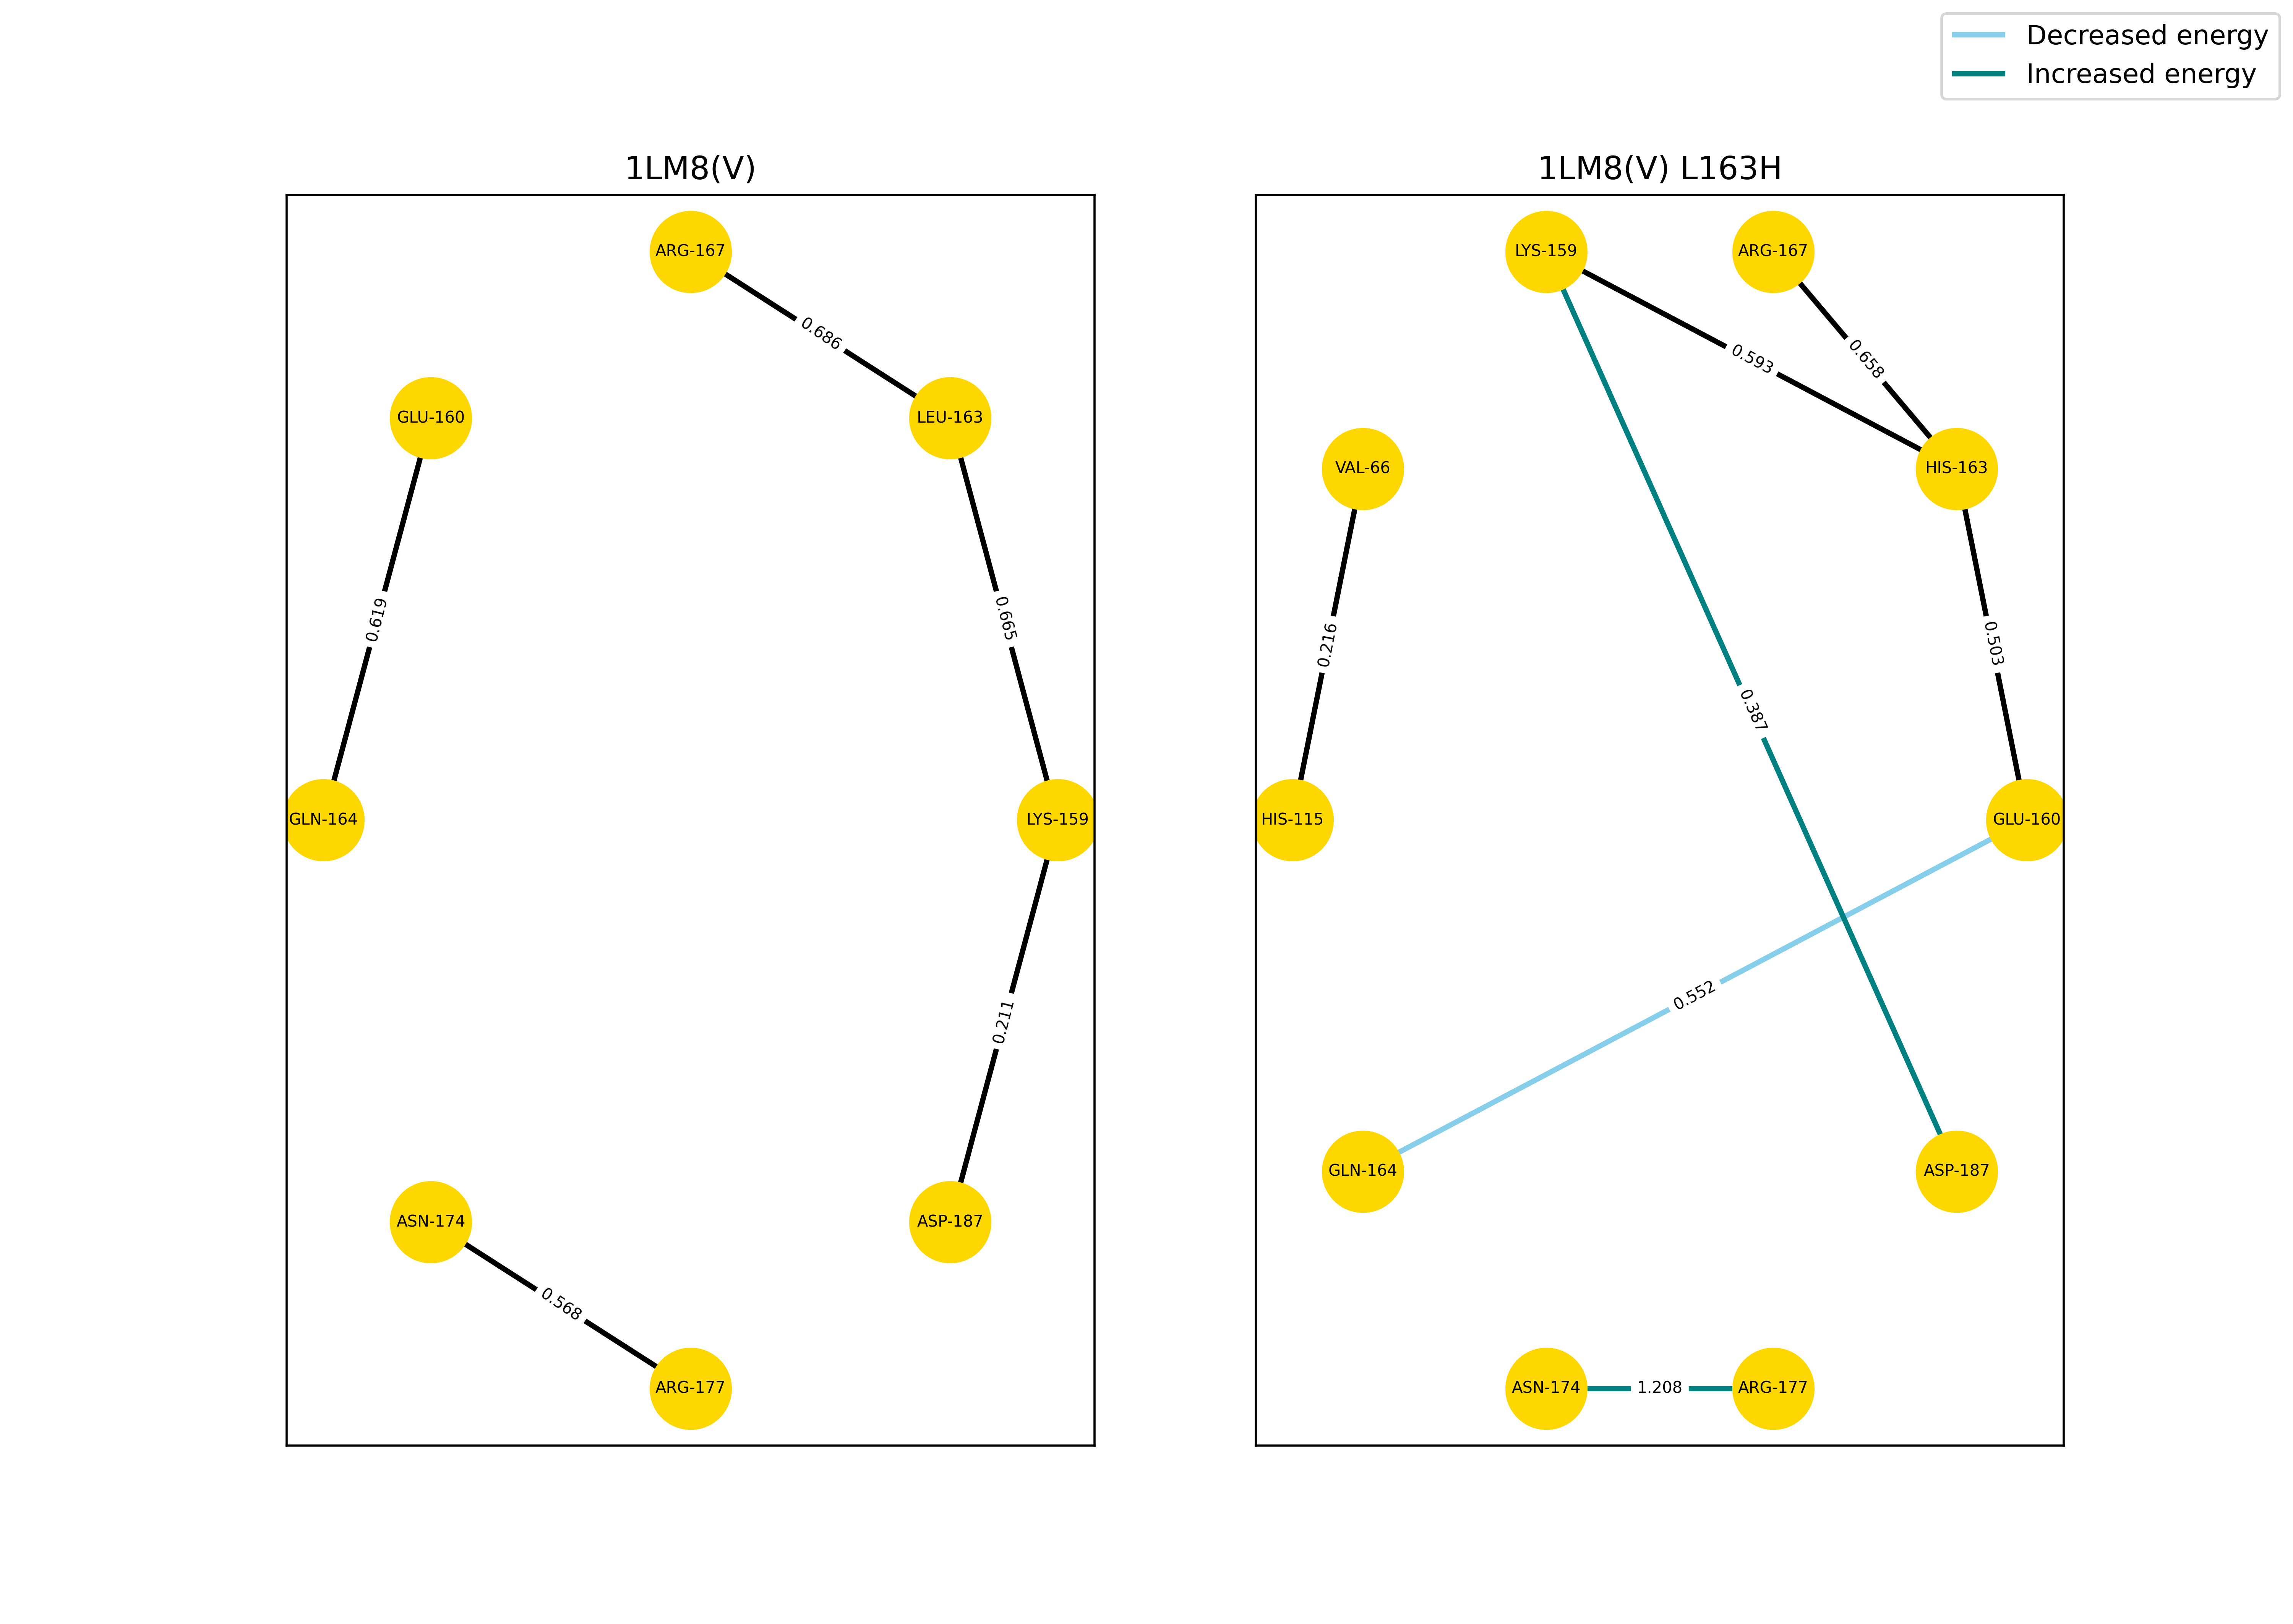 Decreased energy
Increased energy
1LM8(V)
ARG-167
0.686
GLU-160
LEU-163
0.619
0.665
GLN-164
LYS-159
0.211
ASN-174
ASP-187
0.568
ARG-177
1LM8(V) L163H
LYS-159
ARG-167
0.593
0.658
VAL-66
HIS-163
0.216
0.503
0.387
HIS-115
GLU-160
0.552
GLN-164
ASP-187
ASN-174
1.208
ARG-177